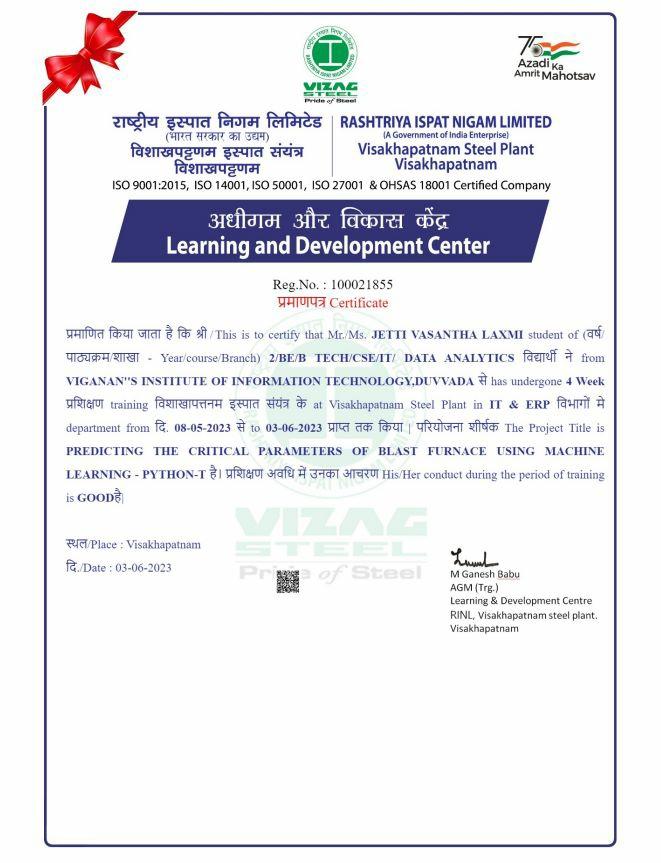 VIZAG
STEEL
Pride of Steel
75
Azadi Ka
Amrit Mahotsav
राष्ट्रीय इस्पात निगम लिमिटेड
(भारत सरकार का उद्यम)
विशाखपट्टणम इस्पात संयंत्र
विशाखपट्टणम
RASHTRIYA ISPAT NIGAM LIMITED
(A Government of India Enterprise)
Visakhapatnam Steel Plant
Visakhapatnam
ISO 9001:2015, ISO 14001, ISO 50001, ISO 27001 & OHSAS 18001 Certified Company
अधीगम और विकास केंद्र
Learning and Development Center
Reg.No. : 100021855
प्रमाणपत्र Certificate
प्रमाणित किया जाता है कि श्री /This is to certify that Mr./Ms. JETTI VASANTHA LAXMI student of (वर्ष/
पाठ्यक्रम/शाखा - Year/course/Branch) 2/BE/B TECH/CSE/IT/ DATA ANALYTICS विद्यार्थी ने from
VIGANAN"S INSTITUTE OF INFORMATION TECHNOLOGY,DUVVADA से has undergone 4 Week
प्रशिक्षण training विशाखापत्तनम इस्पात संयंत्र के at Visakhapatnam Steel Plant in IT & ERP विभागों मे
department from दि. 08-05-2023 से to 03-06-2023 प्राप्त तक किया | परियोजना शीर्षक The Project Title is
PREDICTING THE CRITICAL PARAMETERS OF BLAST FURNACE USING MACHINE
LEARNING - PYTHON-T है। प्रशिक्षण अवधि में उनका आचरण His/Her conduct during the period of training
is GOODहै|
VIZAG
STEEL
Pride of Steel
स्थल/Place : Visakhapatnam
दि./Date : 03-06-2023
M Ganesh Babu
AGM (Trg.)
Learning & Development Centre
RINL, Visakhapatnam steel plant.
Visakhapatnam